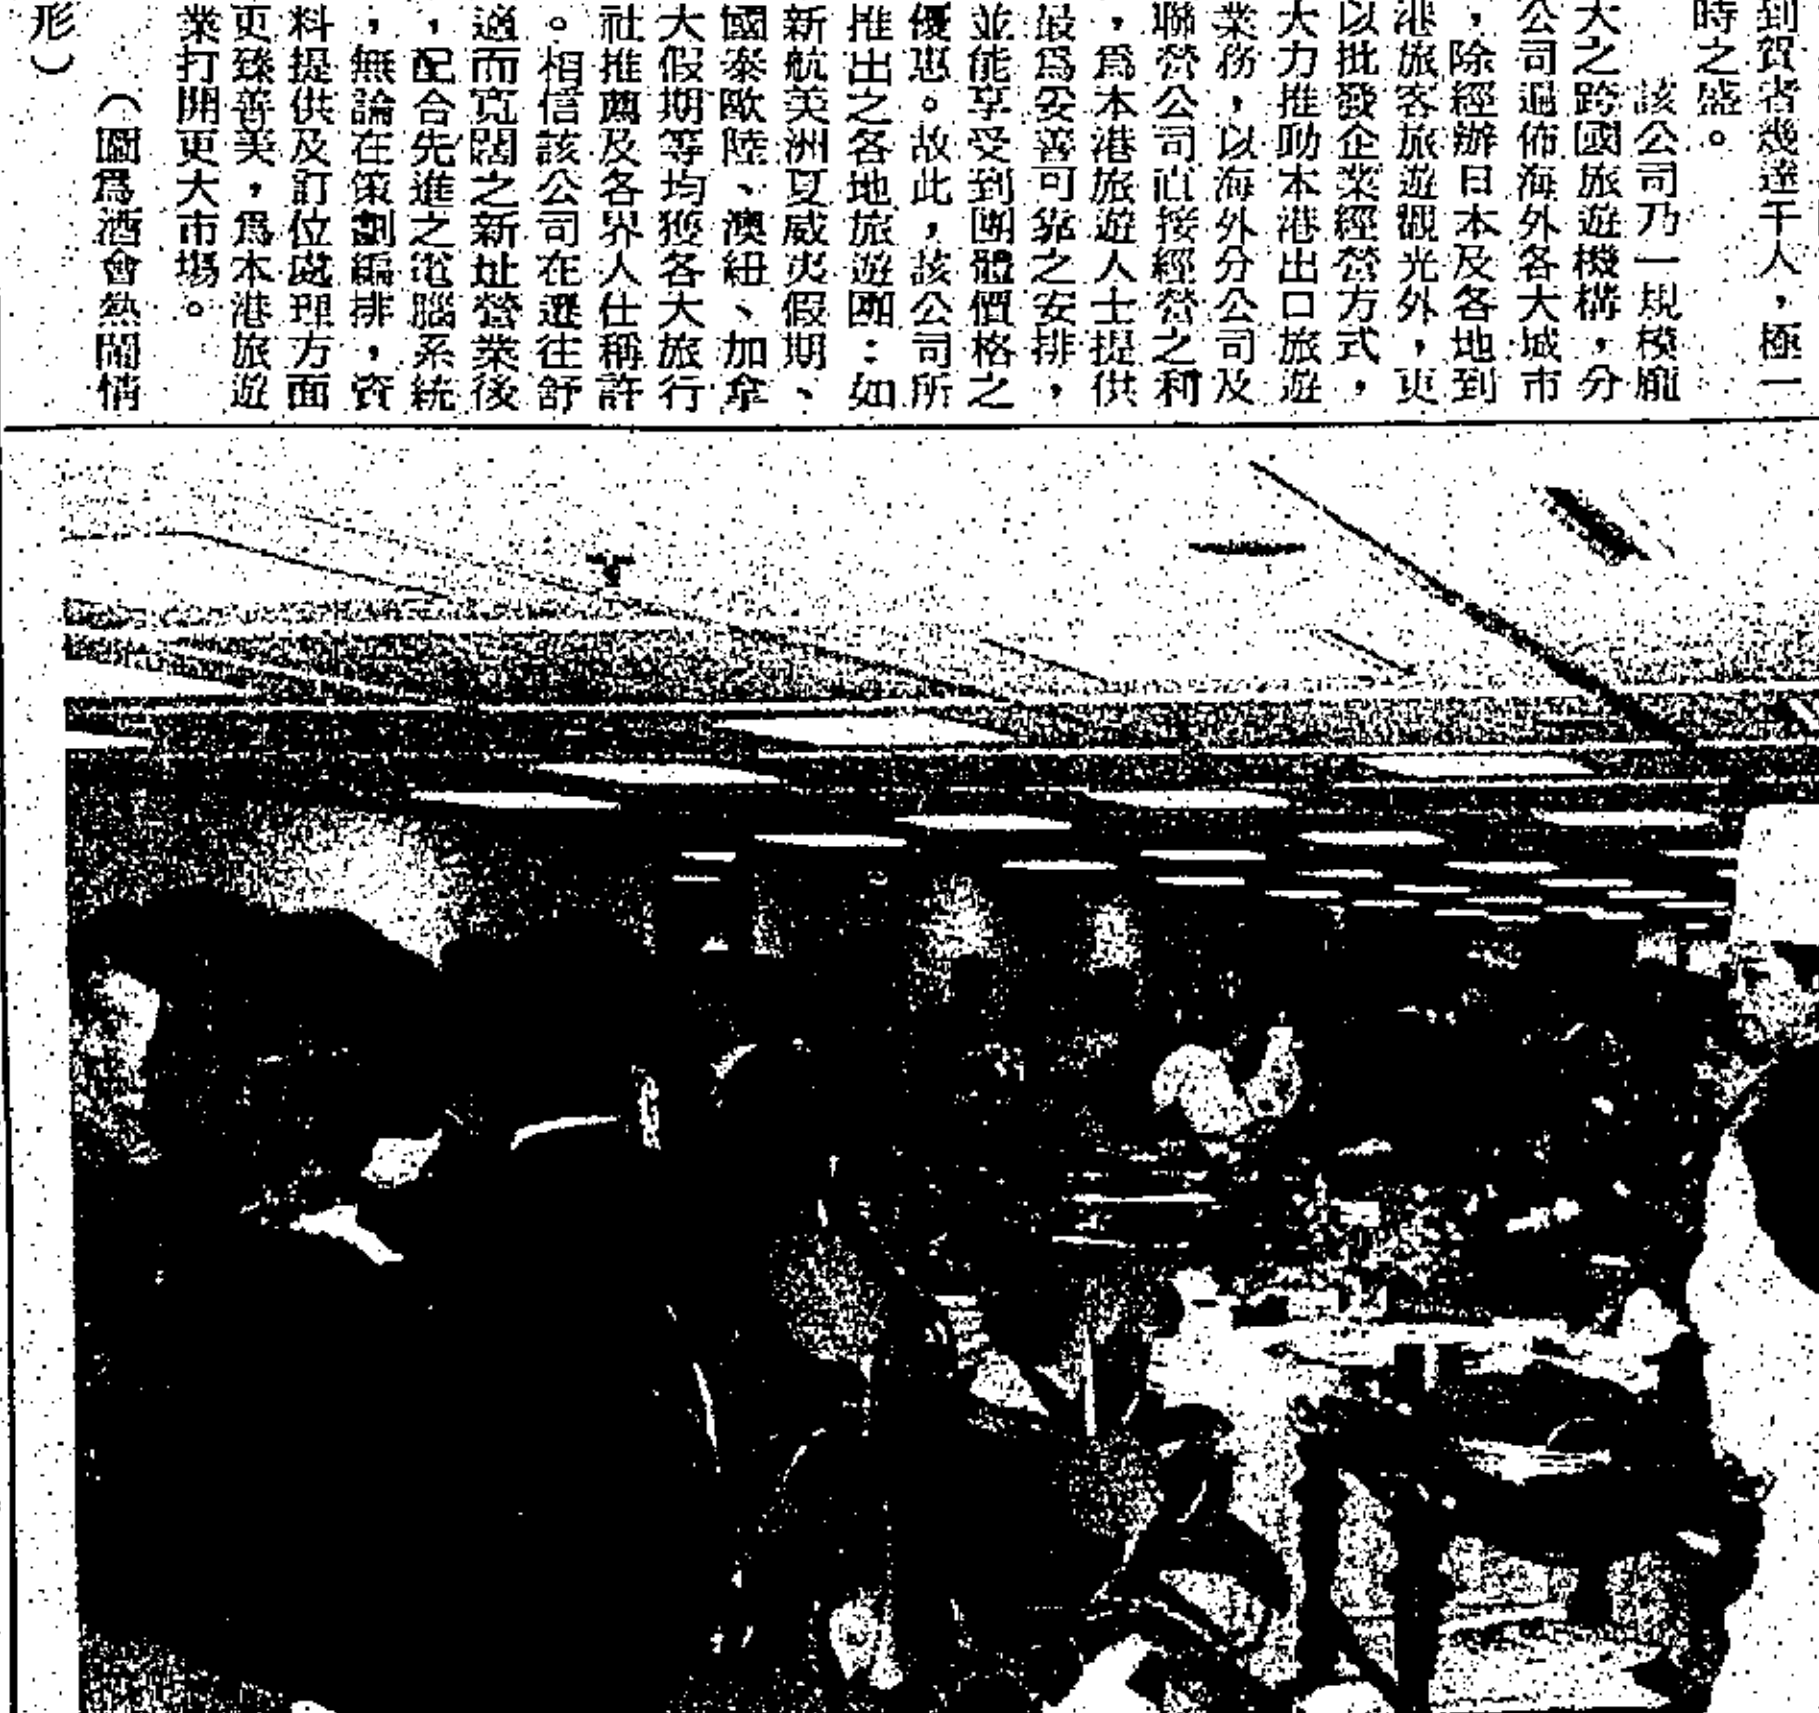 到賀者幾達千人，極一
時之盛。
該公司乃一規模龐
大之跨國旅遊機構，分
公司遍佈海外各大城市
，除經辦日本及各地到
港旅客旅遊觀光外，更
以批發企業經營方式，
大力推動本港出口旅遊
業務，以海外分公司及
聯營公司直接經營之利
，爲本港旅遊人士提供
最爲妥善可靠之安排，
並能享受到團體價格之
優惠。故此，該公司所
推出之各地旅遊團：如
新航美洲夏威夷假期、
國泰歐陸、澳紐、加拿
大假期等均獲各大旅行
社推薦及各界人仕稱許
。相信該公司在遷往舒
適而寬闊之新址營業後
，配合先進之電腦系統
，無論在策劃編排，資
料提供及訂位處理方面
更臻善美，爲本港旅遊
業打開更大市場。
（圖爲酒會熱鬧情
形）